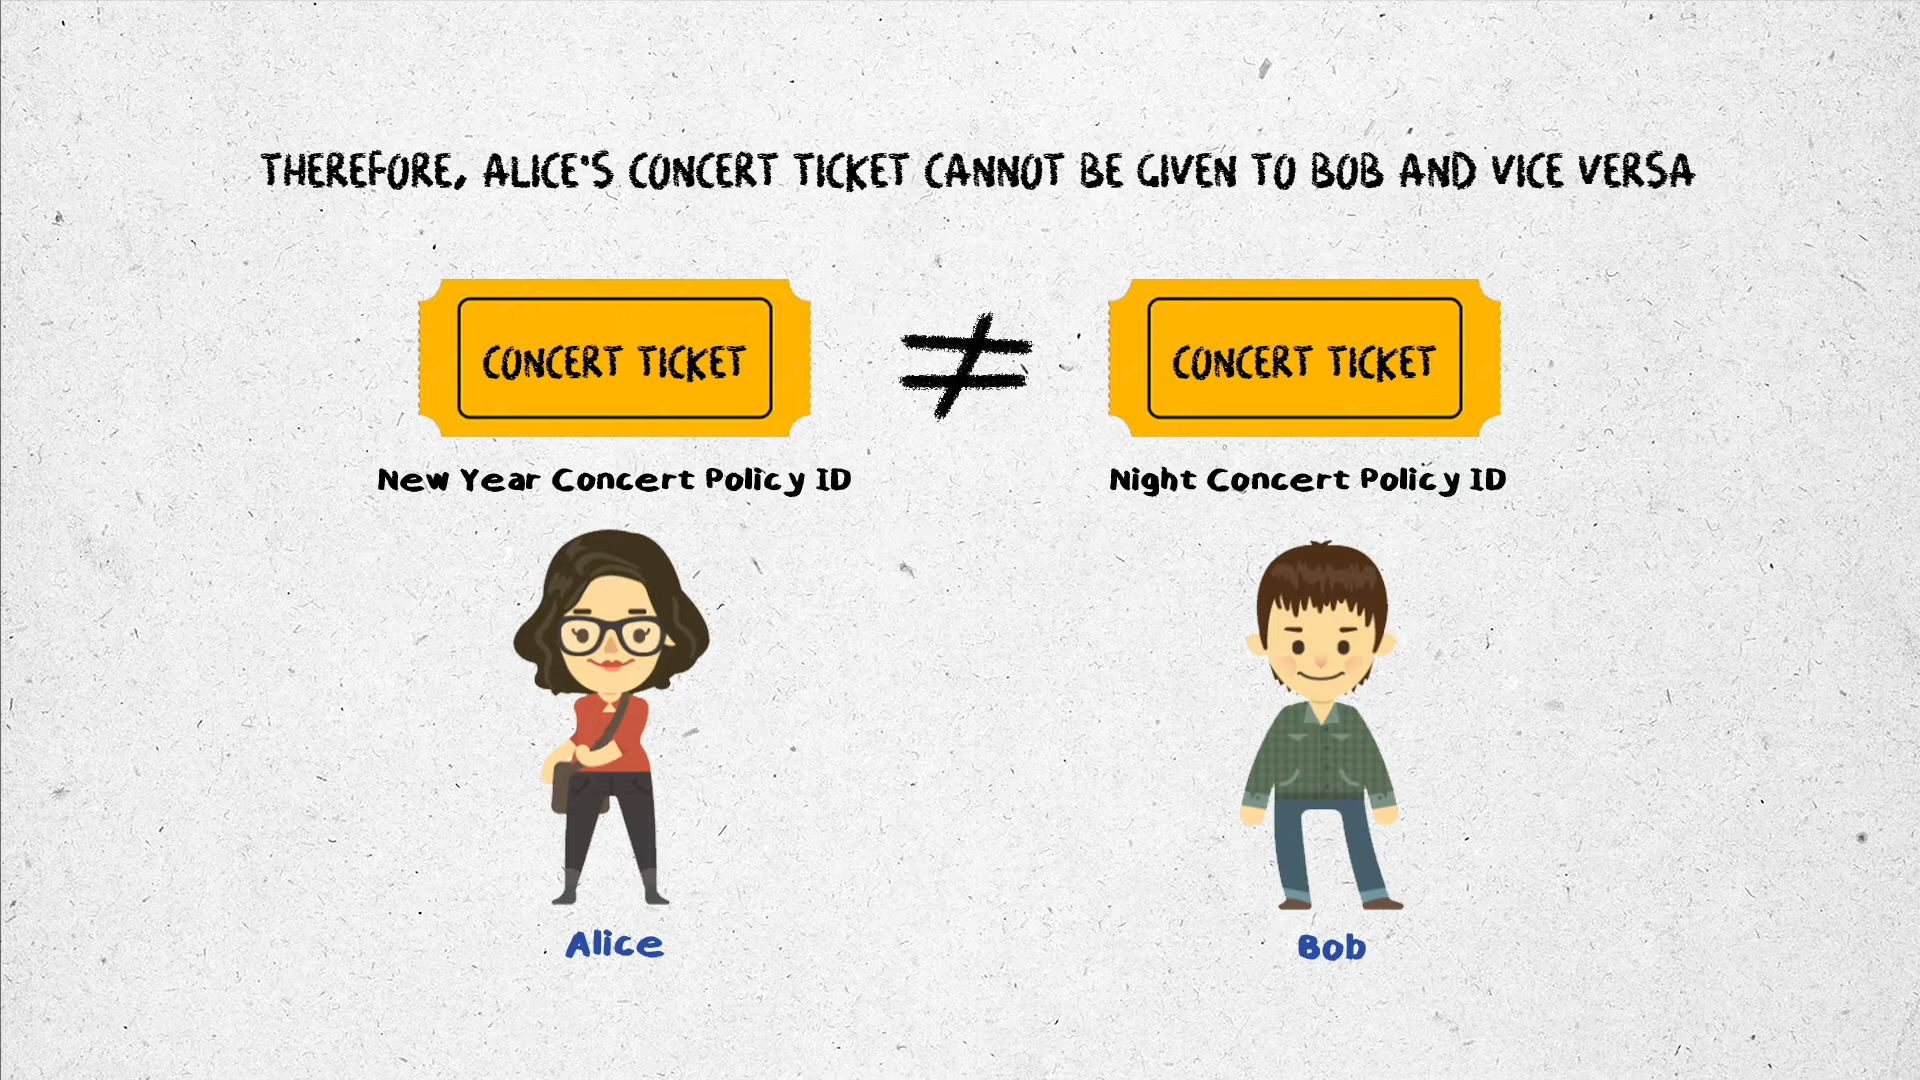 THEREFORE, ALICE'S CONCERT TICKET CANNOT BE GIVEN TO BOB AND VICE VERSA
CONCERT TICKET
≠
CONCERT TICKET
New Year Concert Policy ID
Night Concert Policy ID
Alice
Bob